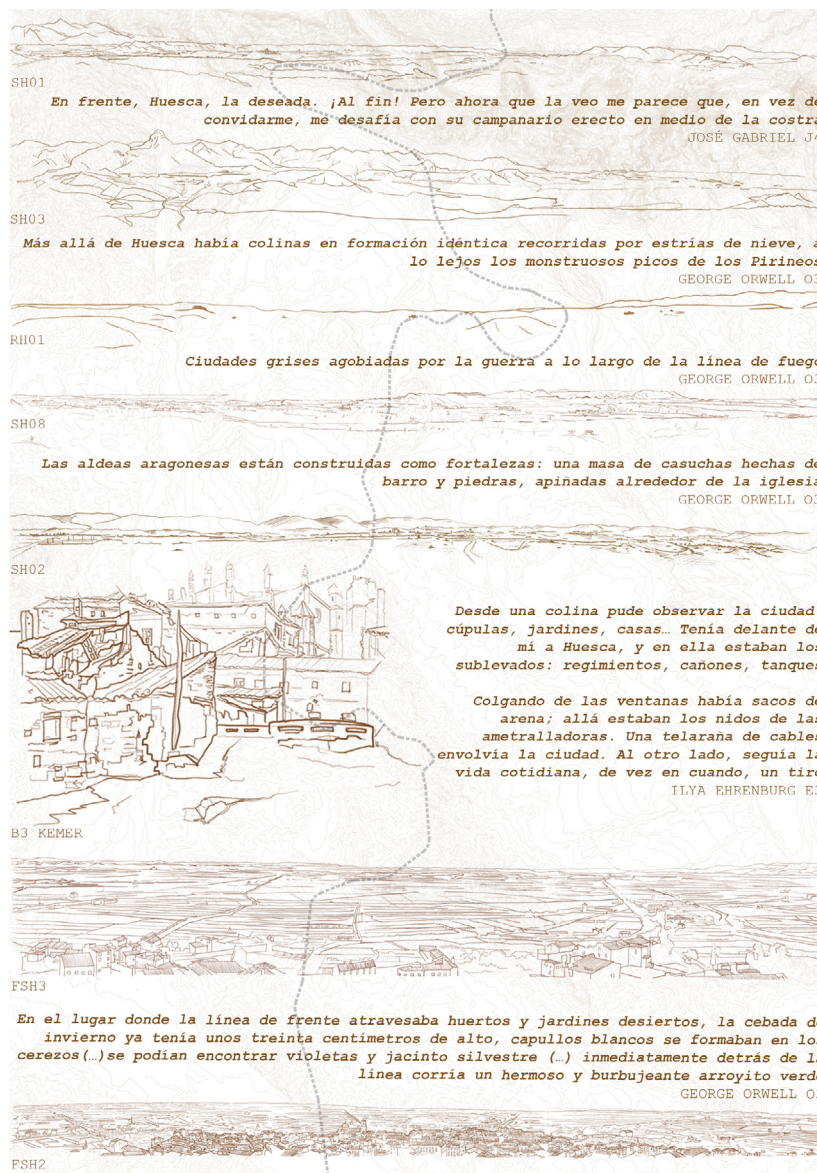 SH01
En frente, Huesca, la deseada. ¡Al fin! Pero ahora que la veo me parece que, en vez de
convidarme, me desafía con su campanario erecto en medio de la costra
JOSÉ GABRIEL J4
SH03
Más allá de Huesca había colinas en formación idéntica recorridas por estrías de nieve, a
lo lejos los monstruosos picos de los Pirineos
GEORGE ORWELL O3
RH01
Ciudades grises agobiadas por la guerra a lo largo de la línea de fuego
GEORGE ORWELL O3
SH08
Las aldeas aragonesas están construidas como fortalezas: una masa de casuchas hechas de
barro y piedras, apiñadas alrededor de la iglesia
GEORGE ORWELL O3
SH02
Desde una colina pude observar la ciudad
cúpulas, jardines, casas… Tenía delante de
mí a Huesca, y en ella estaban los
sublevados: regimientos, cañones, tanques
Colgando de las ventanas había sacos de
arena; allá estaban los nidos de las
ametralladoras. Una telaraña de cables
envolvía la ciudad. Al otro lado, seguía la
vida cotidiana, de vez en cuando, un tiro
ILYA EHRENBURG E3
B3 KEMER
FSH3
En el lugar donde la línea de frente atravesaba huertos y jardines desiertos, la cebada de
invierno ya tenía unos treinta centímetros de alto, capullos blancos se formaban en los
cerezos(…)se podían encontrar violetas y jacinto silvestre (…) inmediatamente detrás de la
línea corría un hermoso y burbujeante arroyito verde
GEORGE ORWELL O
FSH2